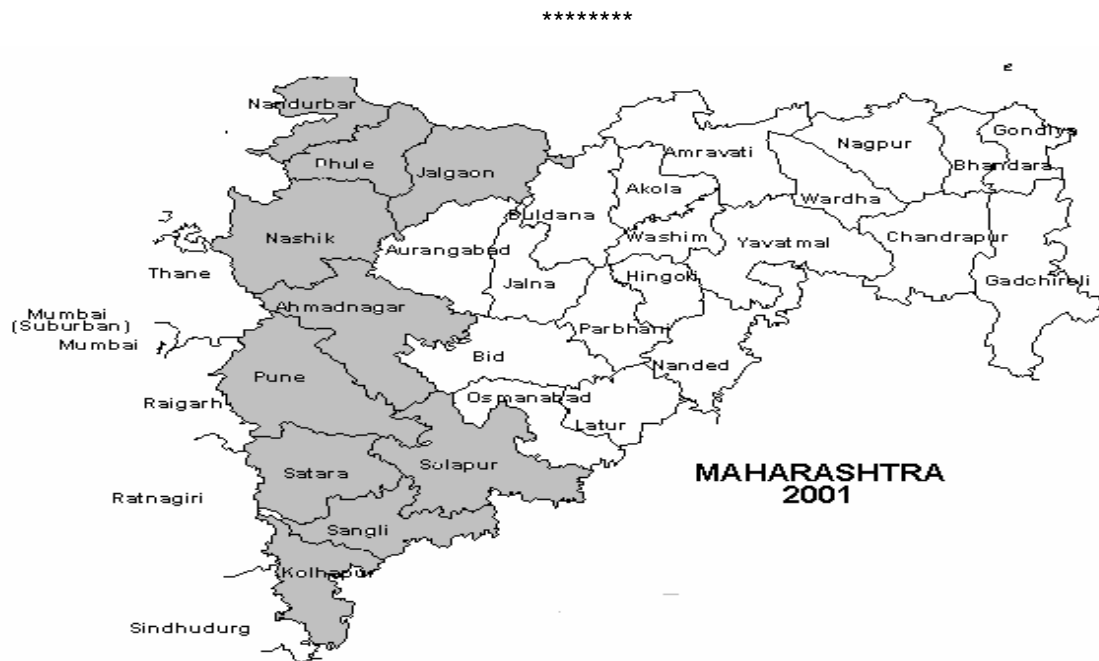 ********
e
Nandurbar
Gondiya
Nagpur
Amravati
Dhule
Bhandara
Jalgaon
Akola
Wardha
Buldana
Nashik
Aurangabad
Washim
Yavatmal
Chandrapur
Thane
Jalna
Hingoli
Gadchireli
Ahmadnagar
Mumbai
(Suburban)
Mumbai
Parbhani
Bid
Nanded
Pune
Raigarh
Osmanabad
Latur
Satara
Solapur
MAHARASHTRA
2001
Ratnagiri
Sangli
Kolhapur
Sindhudurg